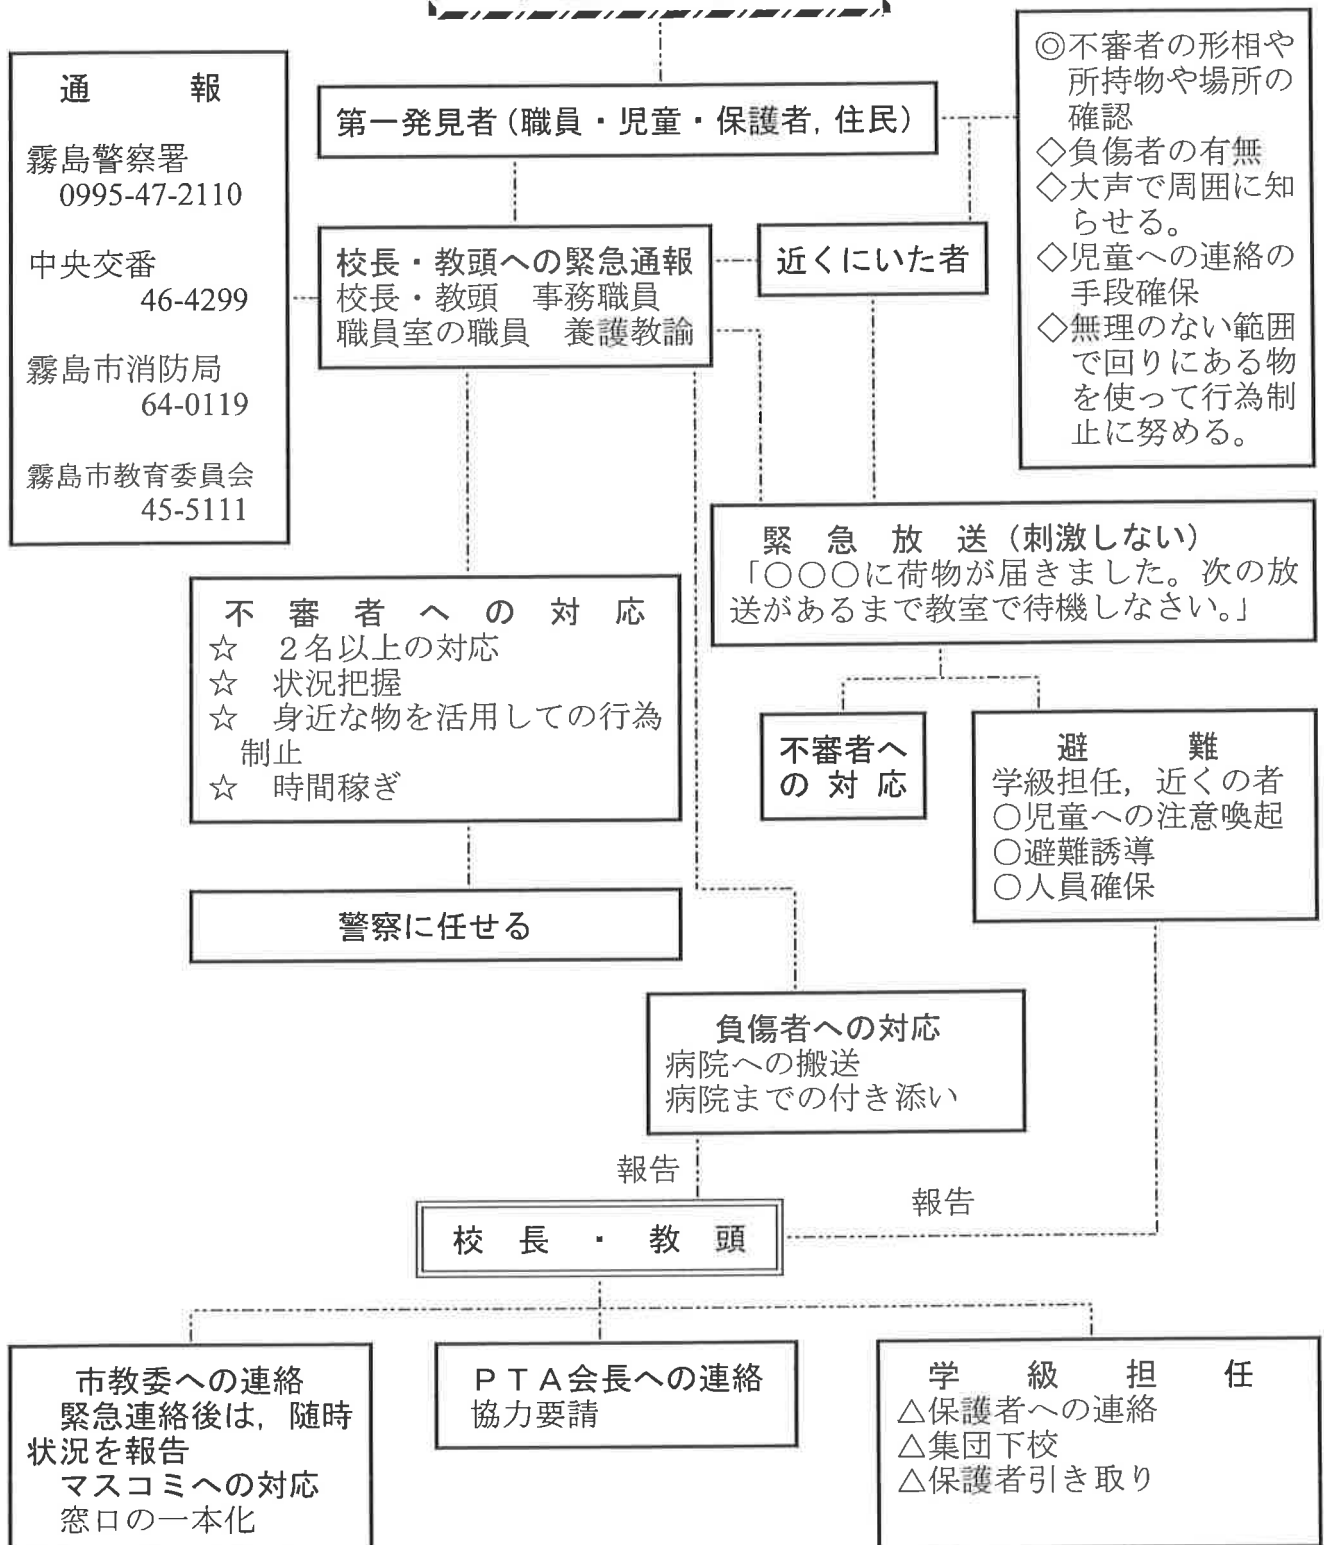 通　　報
霧島警察署
0995-47-2110
中央交番
46-4299
霧島市消防局
64-0119
霧島市教育委員会
45-5111
第一発見者（職員・児童・保護者，住民）
校長・教頭への緊急通報
校長・教頭　事務職員
職員室の職員　養護教諭
近くにいた者
◎不審者の形相や
所持物や場所の
確認
◇負傷者の有無
◇大声で周囲に知
らせる。
◇児童への連絡の
手段確保
◇無理のない範囲
で回りにある物
を使って行為制
止に努める。
緊　急　放　送（刺激しない）
「○○○に荷物が届きました。次の放
送があるまで教室で待機しなさい。」
不　審　者　へ　の　対　応
☆　２名以上の対応
☆　状況把握
☆　身近な物を活用しての行為
制止
☆　時間稼ぎ
不審者へ
の　対　応
避　　難
学級担任，近くの者
○児童への注意喚起
○避難誘導
○人員確保
警察に任せる
負傷者への対応
病院への搬送
病院までの付き添い
報告
報告
校　長　・　教　頭
市教委への連絡
緊急連絡後は，随時
状況を報告
マスコミへの対応
窓口の一本化
ＰＴＡ会長への連絡
協力要請
学　級　担　任
△保護者への連絡
△集団下校
△保護者引き取り